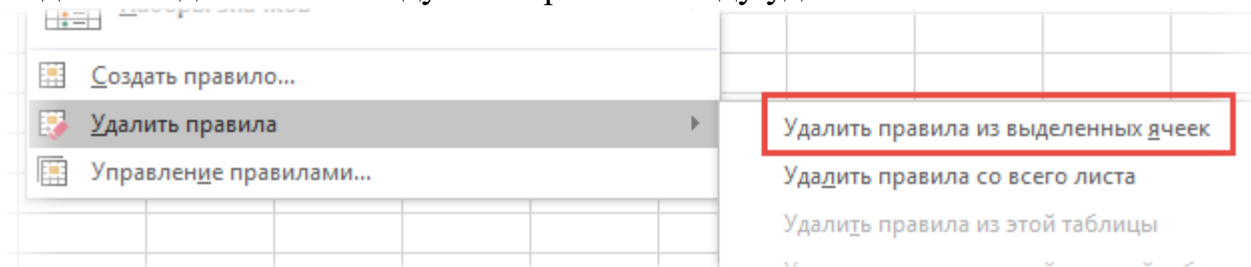 Создать правило...
Удалить правила
Управление правилами...
Удалить правила из выделенных ячеек
Удалить правила со всего листа
Удалить правила из этой таблицы